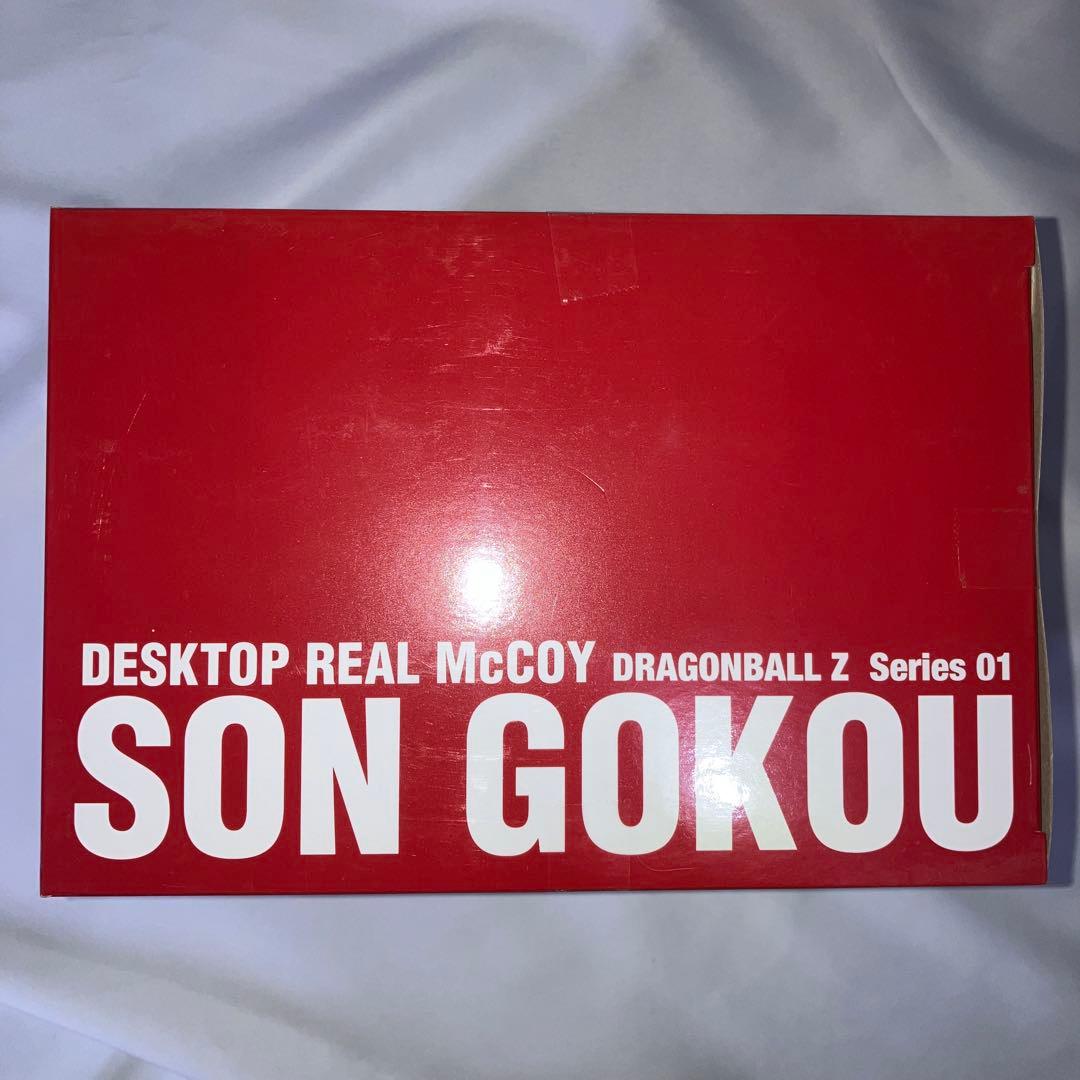 DESKTOP REAL McCOY DRAGONBALL Z Series 01
SON GOKOU